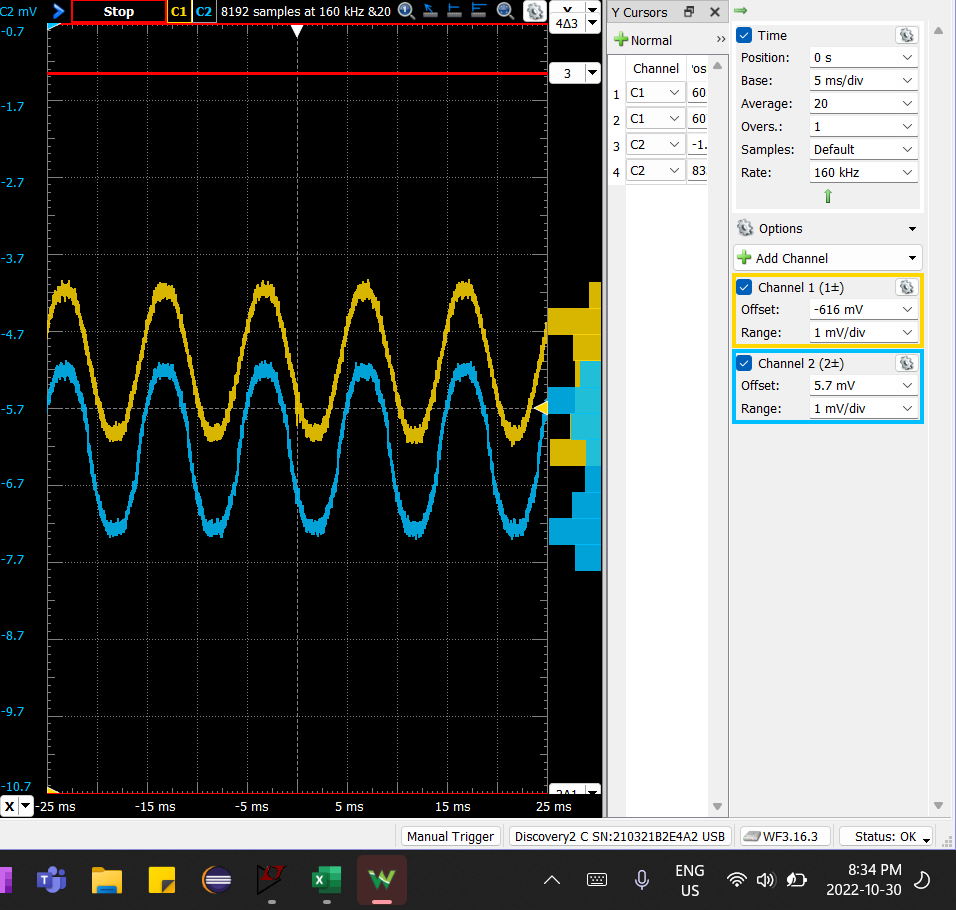 C2 mV Stop C1 C2 8192 samples at 160 kHz &20
-0.7
-1.7
-2.7
-3.7
-4.7
-5.7
-6.7
-7.7
-8.7
-9.7
-10.7
X -25 ms -15 ms -5 ms 5 ms 15 ms 25 ms
4Δ3
3
Y Cursors
Normal »
Channel
1 C1 60
2 C1 60
3 C2 -1.
4 C2 83
Time
Position: 0 s
Base: 5 ms/div
Average: 20
Overs.: 1
Samples: Default
Rate: 160 kHz
Options
Add Channel
Channel 1 (1±)
Offset: -616 mV
Range: 1 mV/div
Channel 2 (2±)
Offset: 5.7 mV
Range: 1 mV/div
Manual Trigger Discovery2 C SN:210321B2E4A2 USB WF3.16.3 Status: OK
ENG
US
8:34 PM
2022-10-30